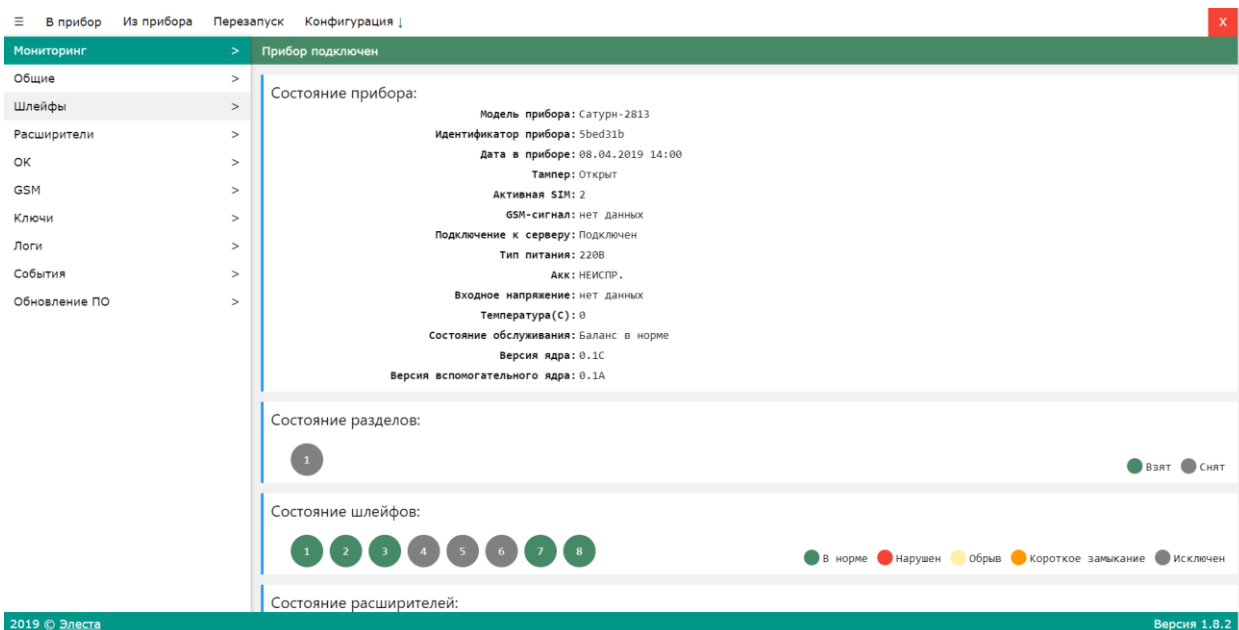 ☰ В прибор Из прибора Перезапуск Конфигурация ↓ X
Мониторинг >
Общие >
Шлейфы >
Расширители >
ОК >
GSM >
Ключи >
Логи >
События >
Обновление ПО >
Прибор подключен
Состояние прибора:
Модель прибора: Сатурн-2813
Идентификатор прибора: 5bed31b
Дата в приборе: 08.04.2019 14:00
Тампер: Открыт
Активная SIM: 2
GSM-сигнал: нет данных
Подключение к серверу: Подключен
Тип питания: 220В
Акк: НЕИСПР.
Входное напряжение: нет данных
Температура(С): 0
Состояние обслуживания: Баланс в норме
Версия ядра: 0.1C
Версия вспомогательного ядра: 0.1A
Состояние разделов:
1 Взят Снят
Состояние шлейфов:
1 2 3 4 5 6 7 8 В норме Нарушен Обрыв Короткое замыкание Исключен
Состояние расширителей:
2019 © Элеста Версия 1.8.2